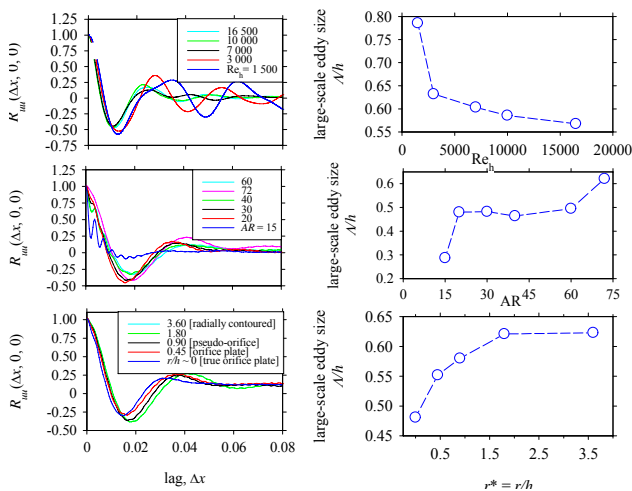 1.25
1.00
0.75
0.50
0.25
0.00
-0.25
-0.50
-0.75
R_uu(Δx, 0, 0)
16 500
10 000
7 000
3 000
Re_h = 1 500
large-scale eddy size
Λ/h
0.80
0.75
0.70
0.65
0.60
0.55
0 5000 10000 15000 20000
Re_h
1.25
1.00
0.75
0.50
0.25
0.00
-0.25
-0.50
R_uu(Δx, 0, 0)
60
72
40
30
20
AR = 15
large-scale eddy size
Λ/h
0.6
0.5
0.4
0.3
0.2
0 15 30 45 60 75
AR
1.25
1.00
0.75
0.50
0.25
0.00
-0.25
-0.50
R_uu(Δx, 0, 0)
3.60 [radially contoured]
1.80
0.90 [pseudo-orifice]
0.45 [orifice plate]
r/h ~ 0 [true orifice plate]
0 0.02 0.04 0.06 0.08
lag, Δx
large-scale eddy size
Λ/h
0.65
0.60
0.55
0.50
0.45
0.5 1.5 2.5 3.5
r* = r/h